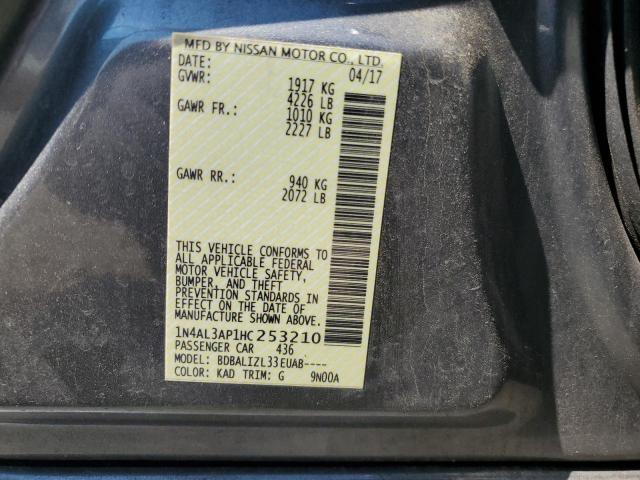 MFD BY NISSAN MOTOR CO., LTD.
DATE: 04/17
GVWR: 1917 KG
4226 LB
GAWR FR.: 1010 KG
2227 LB
GAWR RR.: 940 KG
2072 LB
THIS VEHICLE CONFORMS TO
ALL APPLICABLE FEDERAL
MOTOR VEHICLE SAFETY,
BUMPER, AND THEFT
PREVENTION STANDARDS IN
EFFECT ON THE DATE OF
MANUFACTURE SHOWN ABOVE.
1N4AL3AP1HC253210
PASSENGER CAR 436
MODEL: BDBALIZL33EUAB----
COLOR: KAD TRIM: G 9N00A